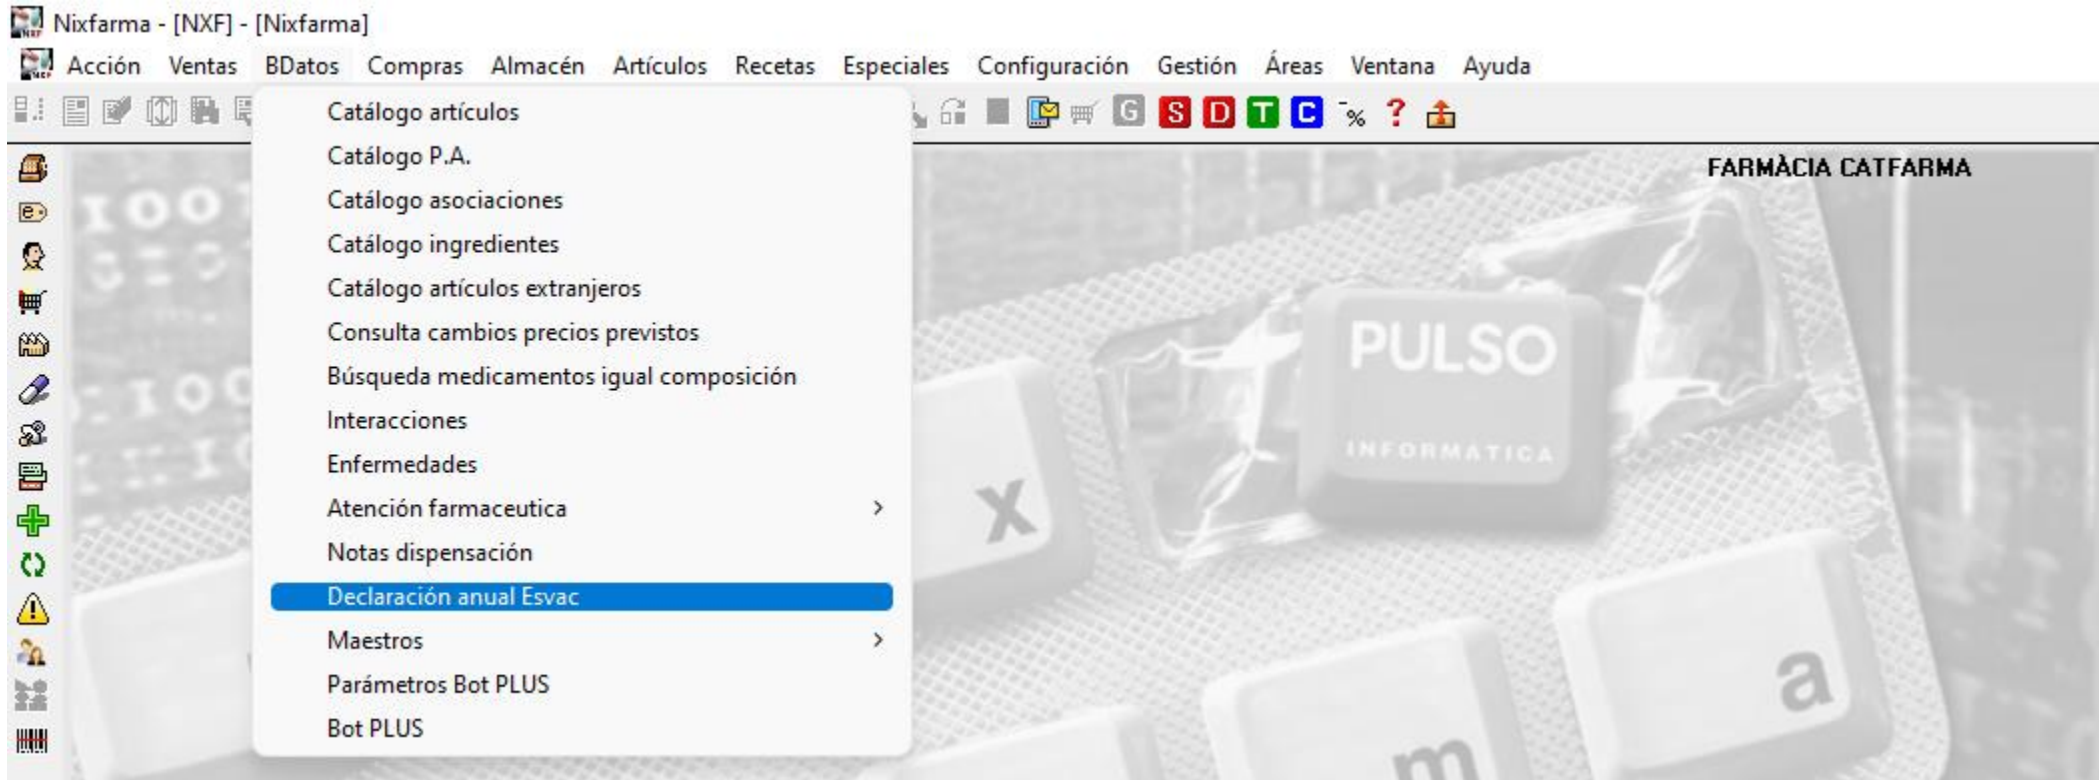 Nixfarma - [NXF] - [Nixfarma]
Acción Ventas BDatos Compras Almacén Artículos Recetas Especiales Configuración Gestión Áreas Ventana Ayuda
G S D T C -% ?
Catálogo artículos
Catálogo P.A.
FARMÀCIA CATFARMA
Catálogo asociaciones
Catálogo ingredientes
Catálogo artículos extranjeros
Consulta cambios precios previstos
Búsqueda medicamentos igual composición
Interacciones
Enfermedades
Atención farmaceutica >
Notas dispensación
Declaración anual Esvac
Maestros >
Parámetros Bot PLUS
Bot PLUS
PULSO
INFORMATICA
x
a
m